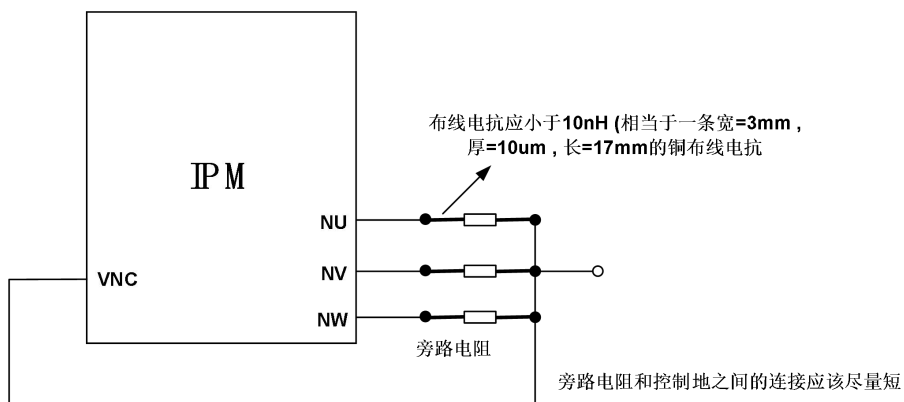 布线电抗应小于10nH (相当于一条宽=3mm ,
厚=10um , 长=17mm的铜布线电抗
IPM
NU
NV
VNC
NW
旁路电阻
旁路电阻和控制地之间的连接应该尽量短